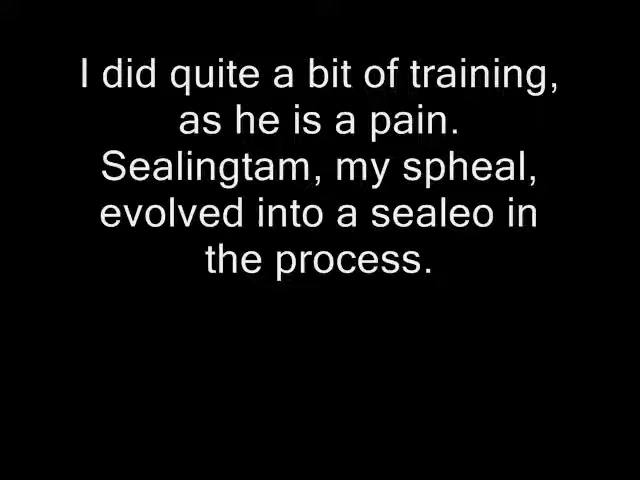 I did quite a bit of training,
as he is a pain.
Sealingtam, my spheal,
evolved into a sealeo in
the process.